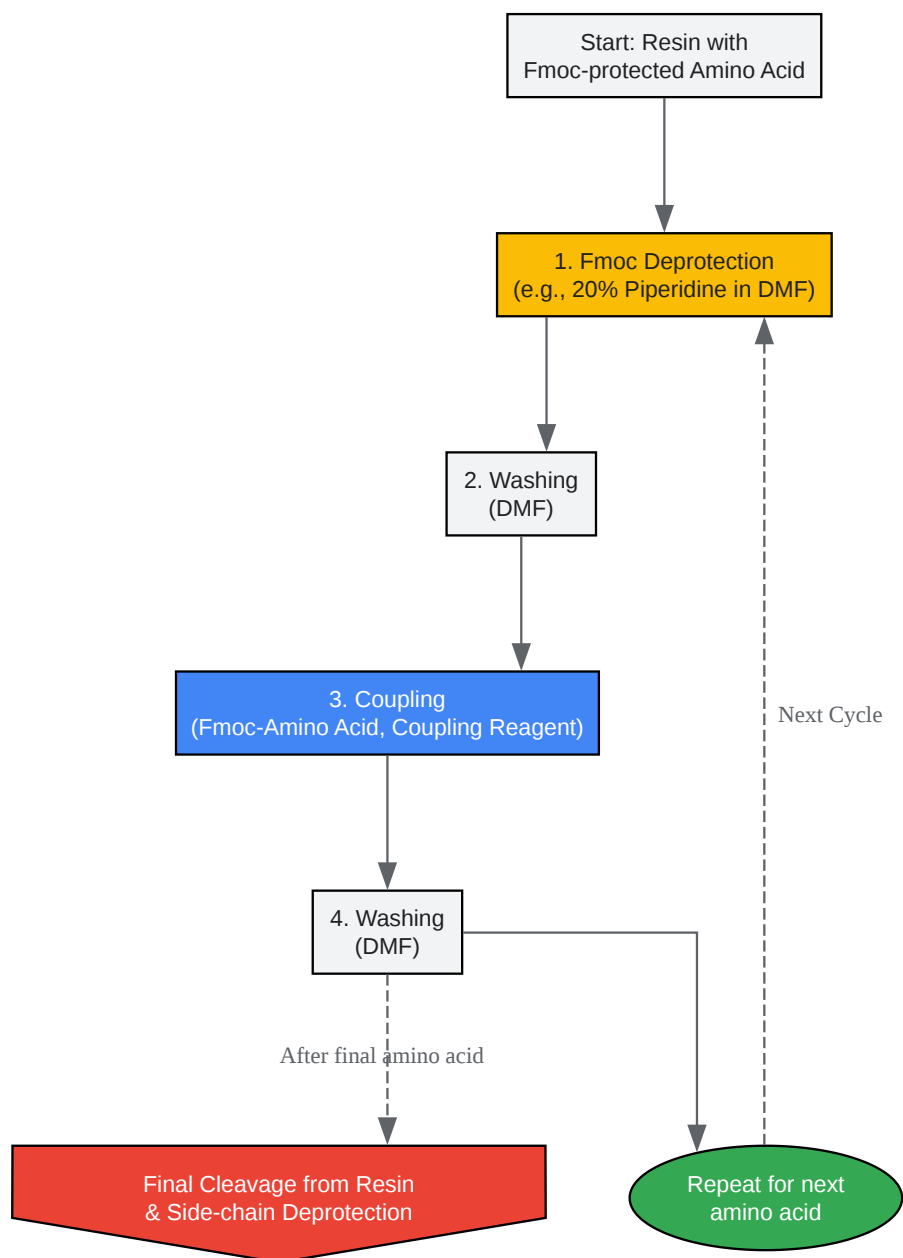 Start: Resin with
Fmoc-protected Amino Acid
1. Fmoc Deprotection
(e.g., 20% Piperidine in DMF)
2. Washing
(DMF)
3. Coupling
(Fmoc-Amino Acid, Coupling Reagent)
Next Cycle
4. Washing
(DMF)
After final amino acid
Final Cleavage from Resin
& Side-chain Deprotection
Repeat for next
amino acid